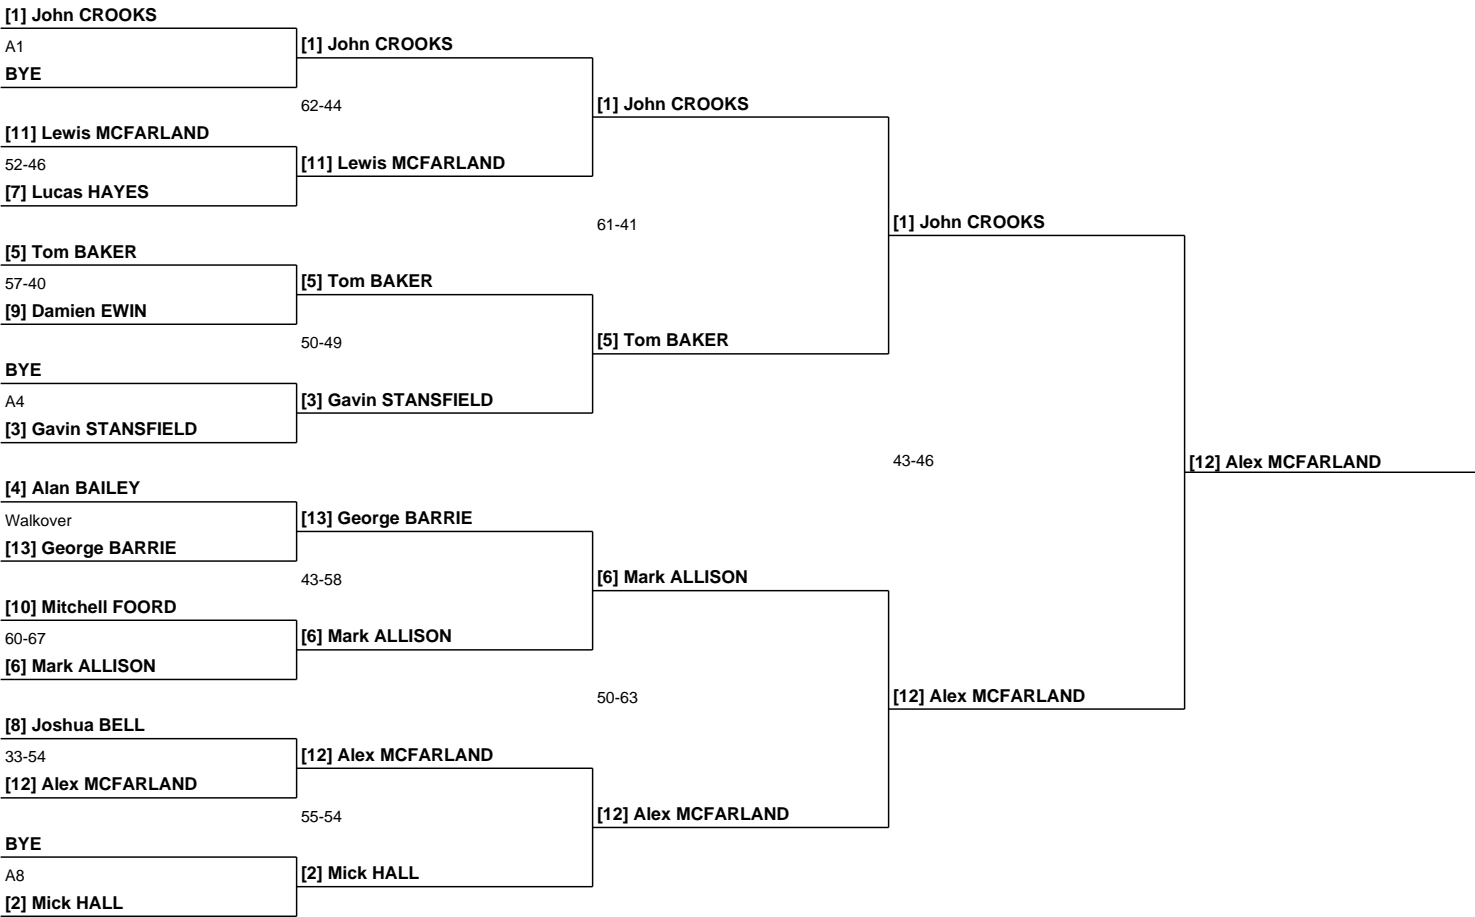 [1] John CROOKS
A1
BYE
[11] Lewis MCFARLAND
52-46
[7] Lucas HAYES
[5] Tom BAKER
57-40
[9] Damien EWIN
BYE
A4
[3] Gavin STANSFIELD
[4] Alan BAILEY
Walkover
[13] George BARRIE
[10] Mitchell FOORD
60-67
[6] Mark ALLISON
[8] Joshua BELL
33-54
[12] Alex MCFARLAND
BYE
A8
[2] Mick HALL
[1] John CROOKS
62-44
[11] Lewis MCFARLAND
[5] Tom BAKER
50-49
[3] Gavin STANSFIELD
[13] George BARRIE
43-58
[6] Mark ALLISON
[12] Alex MCFARLAND
55-54
[2] Mick HALL
[1] John CROOKS
61-41
[5] Tom BAKER
[6] Mark ALLISON
50-63
[12] Alex MCFARLAND
[1] John CROOKS
43-46
[12] Alex MCFARLAND
[12] Alex MCFARLAND